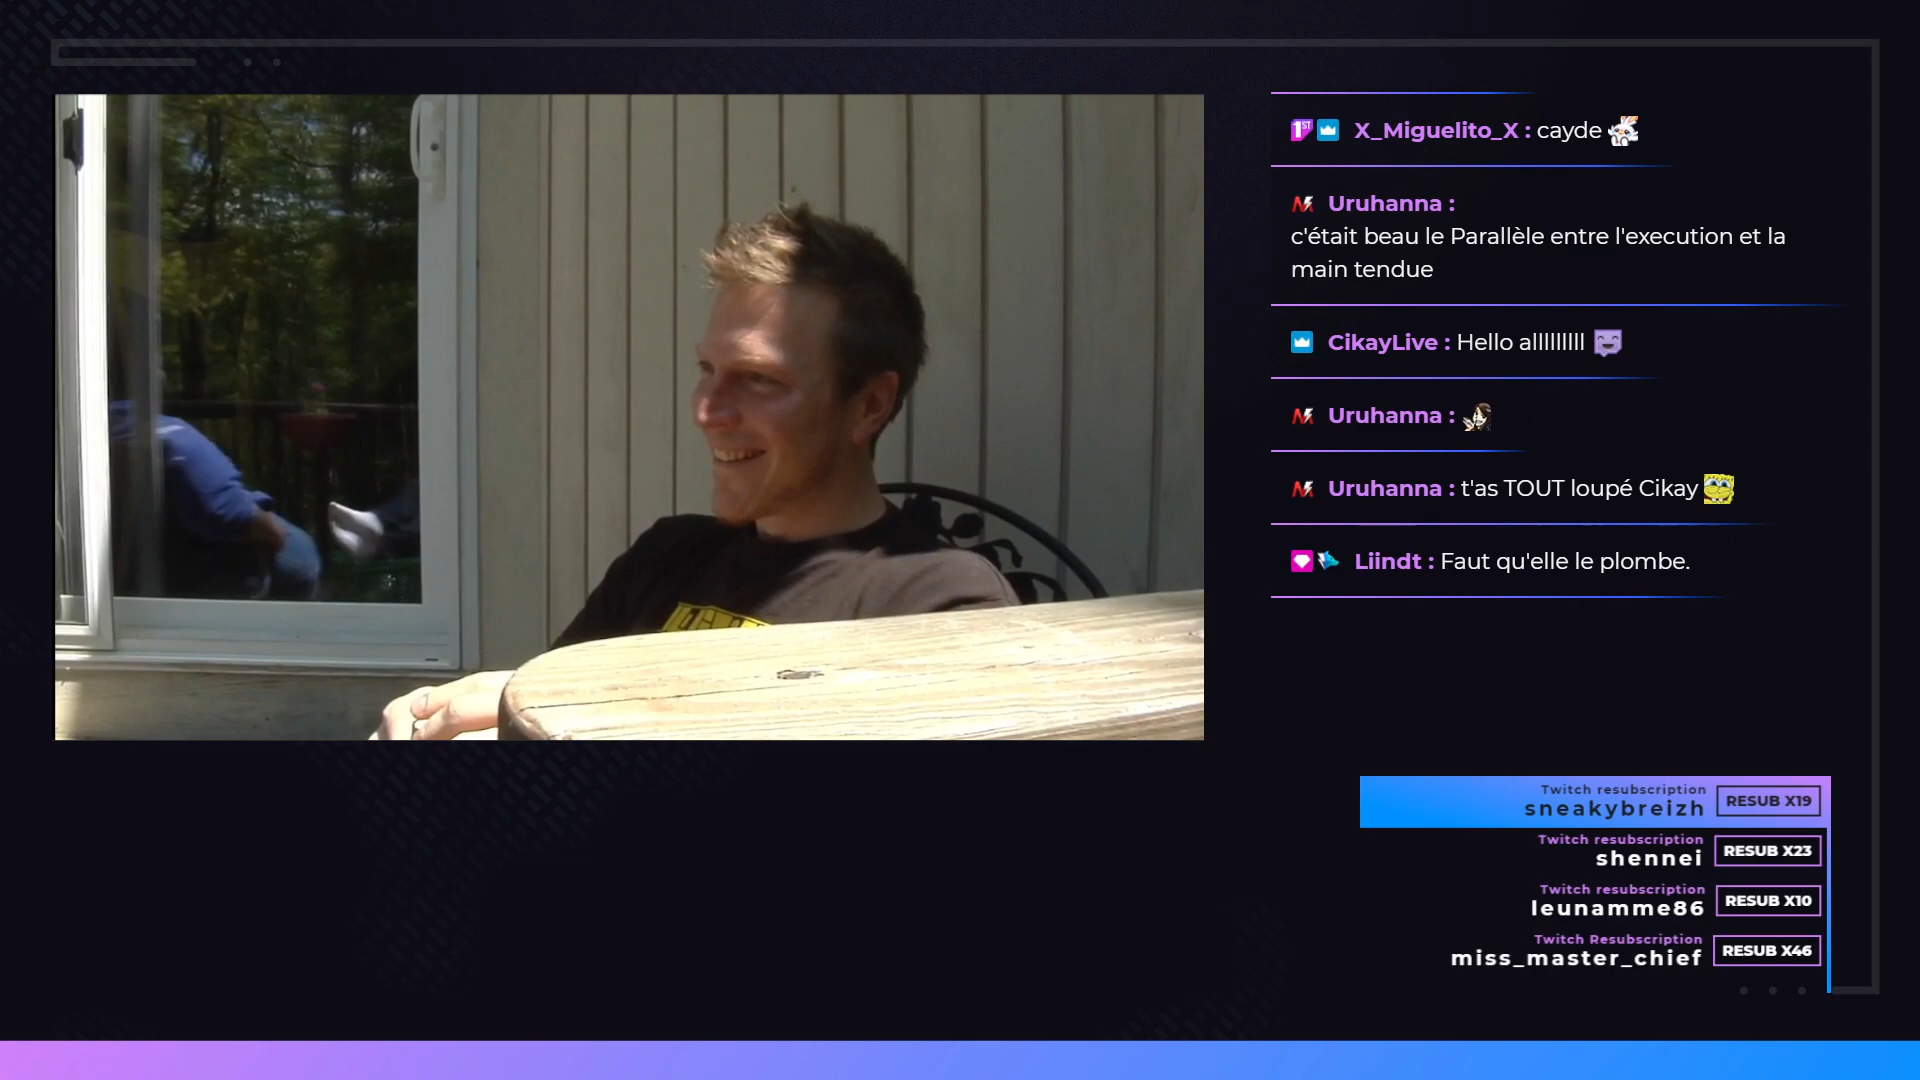 1ST X_Miguelito_X : cayde
Uruhanna :
c'était beau le Parallèle entre l'execution et la
main tendue
CikayLive : Hello alllllllll
Uruhanna :
Uruhanna : t'as TOUT loupé Cikay
Liindt : Faut qu'elle le plombe.
Twitch resubscription
sneakybreizh RESUB X19
Twitch resubscription
shennei RESUB X23
Twitch resubscription
leunamme86 RESUB X10
Twitch Resubscription
miss_master_chief RESUB X46